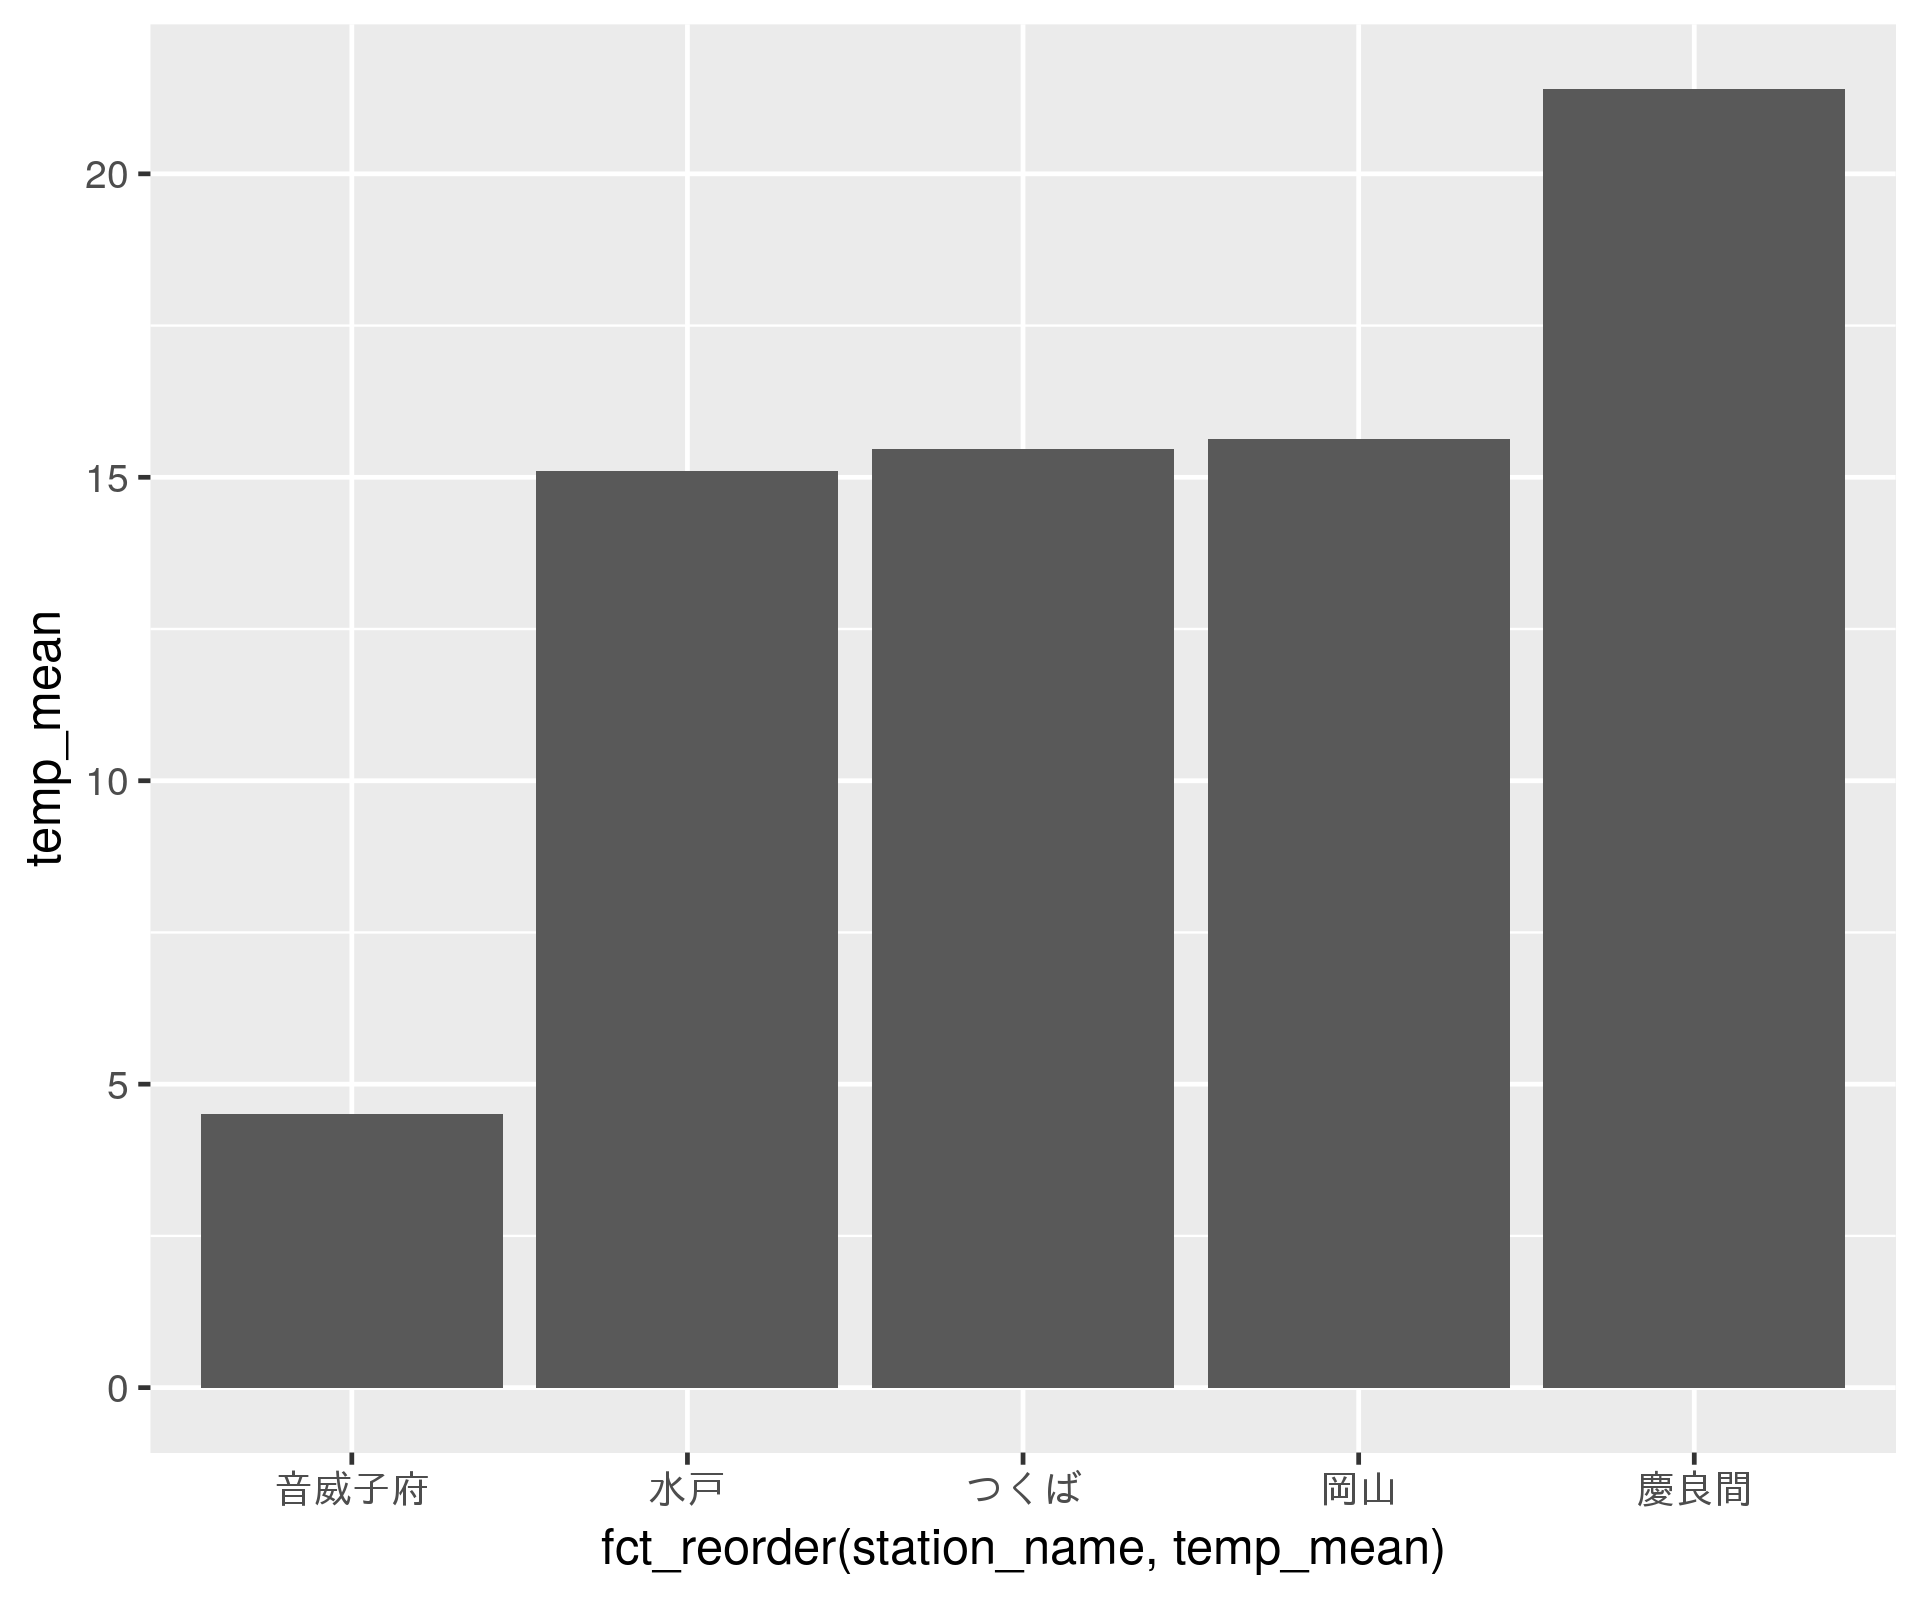 temp_mean
20
15
10
5
0
音威子府 水戸 つくば 岡山 慶良間
fct_reorder(station_name, temp_mean)